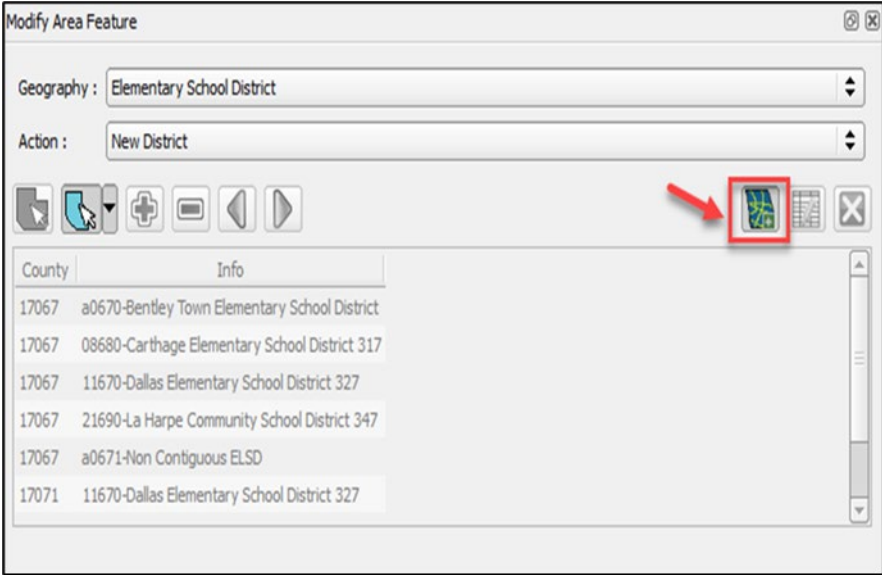 Modify Area Feature
Geography : Elementary School District
Action : New District
County Info
17067 a0670-Bentley Town Elementary School District
17067 08680-Carthage Elementary School District 317
17067 11670-Dallas Elementary School District 327
17067 21690-La Harpe Community School District 347
17067 a0671-Non Contiguous ELSD
17071 11670-Dallas Elementary School District 327